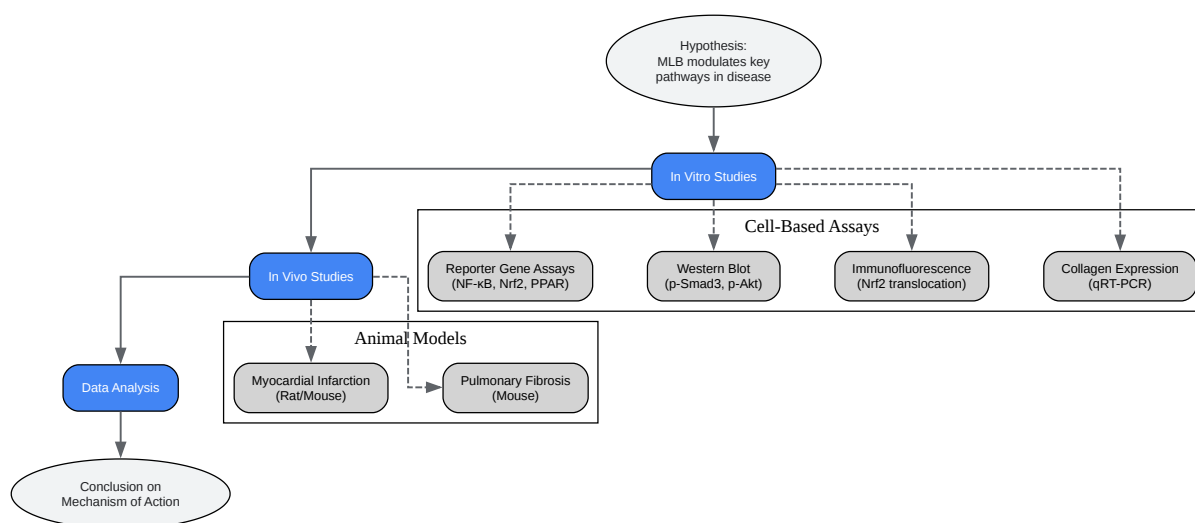 Hypothesis:
MLB modulates key
pathways in disease
In Vitro Studies
Cell-Based Assays
Reporter Gene Assays
(NF-κB, Nrf2, PPAR)
Western Blot
(p-Smad3, p-Akt)
Immunofluorescence
(Nrf2 translocation)
Collagen Expression
(qRT-PCR)
In Vivo Studies
Animal Models
Myocardial Infarction
(Rat/Mouse)
Pulmonary Fibrosis
(Mouse)
Data Analysis
Conclusion on
Mechanism of Action